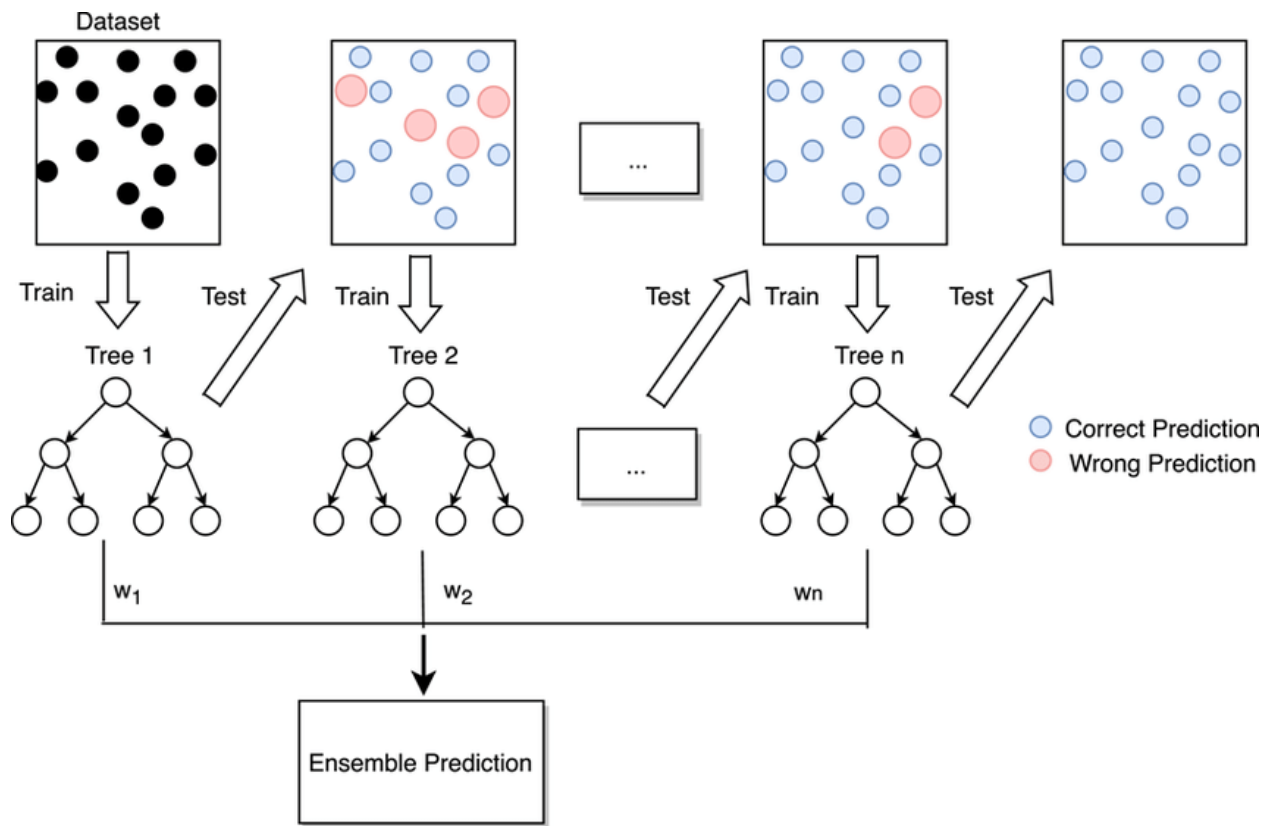 Dataset
...
Train
Test
Train
Test
Train
Test
Tree 1
Tree 2
Tree n
...
Correct Prediction
Wrong Prediction
w1
w2
wn
Ensemble Prediction